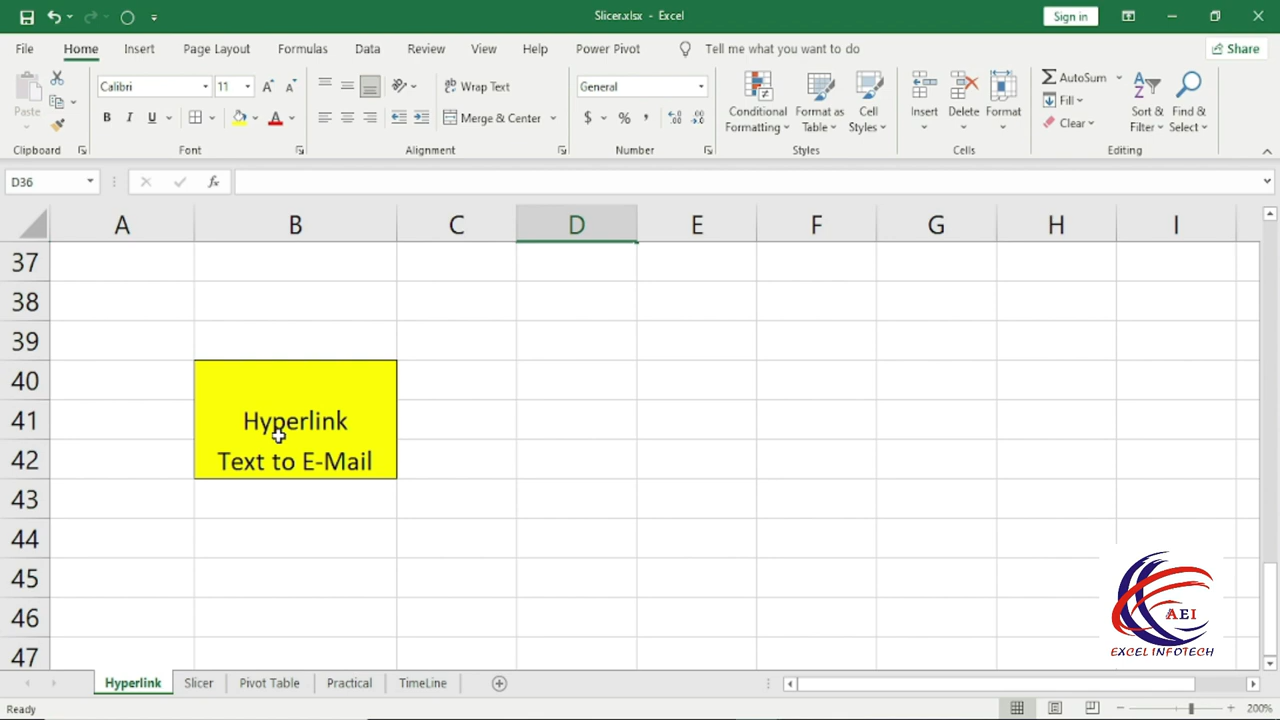 Slicer.xlsx - Excel
Sign in
File Home Insert Page Layout Formulas Data Review View Help Power Pivot Tell me what you want to do Share
Paste
Clipboard
Calibri 11
B I U A
Font
Wrap Text
Merge & Center
Alignment
General
$ % ,
Number
Conditional Formatting
Format as Table
Cell Styles
Styles
Insert Delete Format
Cells
AutoSum
Fill
Clear
Sort & Filter
Find & Select
Editing
D36
fx
A B C D E F G H I
37
38
39
40
41 Hyperlink
42 Text to E-Mail
43
44
45
46
47
AEI
EXCEL INFOTECH
Hyperlink Slicer Pivot Table Practical TimeLine
Ready
200%